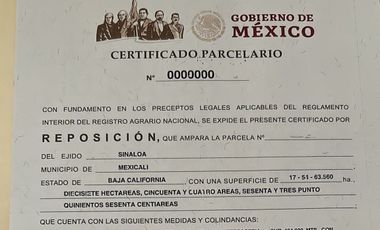 GOBIERNO DE
MÉXICO
CERTIFICADO PARCELARIO
N° 0000000
CON FUNDAMENTO EN LOS PRECEPTOS LEGALES APLICABLES DEL REGLAMENTO
INTERIOR DEL REGISTRO AGRARIO NACIONAL, SE EXPIDE EL PRESENTE CERTIFICADO POR
REPOSICIÓN, QUE AMPARA LA PARCELA N°
DEL EJIDO SINALOA
MUNICIPIO DE MEXICALI
ESTADO DE BAJA CALIFORNIA CON UNA SUPERFICIE DE 17-51-63.560 ha,
DIECISIETE HECTAREAS, CINCUENTA Y CUATRO AREAS, SESENTA Y TRES PUNTO
QUINIENTOS SESENTA CENTIAREAS
QUE CUENTA CON LAS SIGUIENTES MEDIDAS Y COLINDANCIAS: